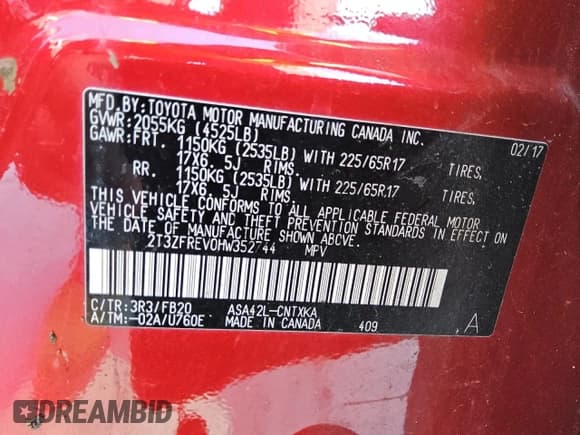 MFD.BY:TOYOTA MOTOR MANUFACTURING CANADA INC.
GVWR:2055KG (4525LB) 02/17
GAWR:FRT. 1150KG (2535LB) WITH 225/65R17 TIRES,
17X6.5J RIMS.
RR. 1150KG (2535LB) WITH 225/65R17 TIRES,
17X6.5J RIMS.
THIS VEHICLE CONFORMS TO ALL APPLICABLE FEDERAL MOTOR
VEHICLE SAFETY AND THEFT PREVENTION STANDARDS IN EFFECT ON
THE DATE OF MANUFACTURE SHOWN ABOVE.
MPV
C/TR:3R3/FB20 ASA42L-CNTXKA
A/TM:-02A/U760E MADE IN CANADA 409 .A
DREAMBID